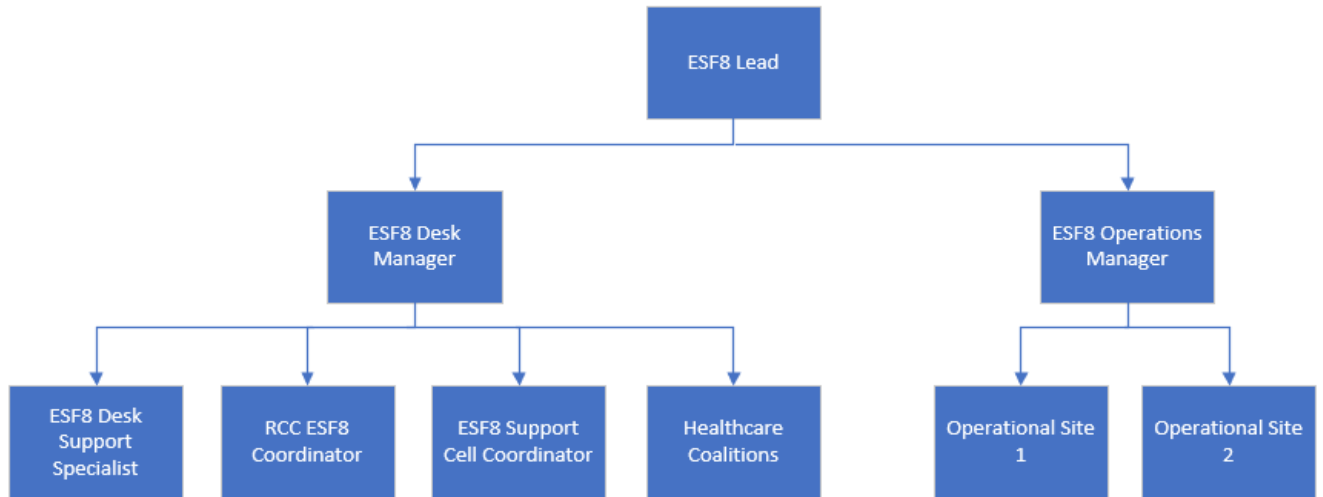 ESF8 Lead
ESF8 Desk
Manager
ESF8 Operations
Manager
ESF8 Desk
Support
Specialist
RCC ESF8
Coordinator
ESF8 Support
Cell Coordinator
Healthcare
Coalitions
Operational Site
1
Operational Site
2